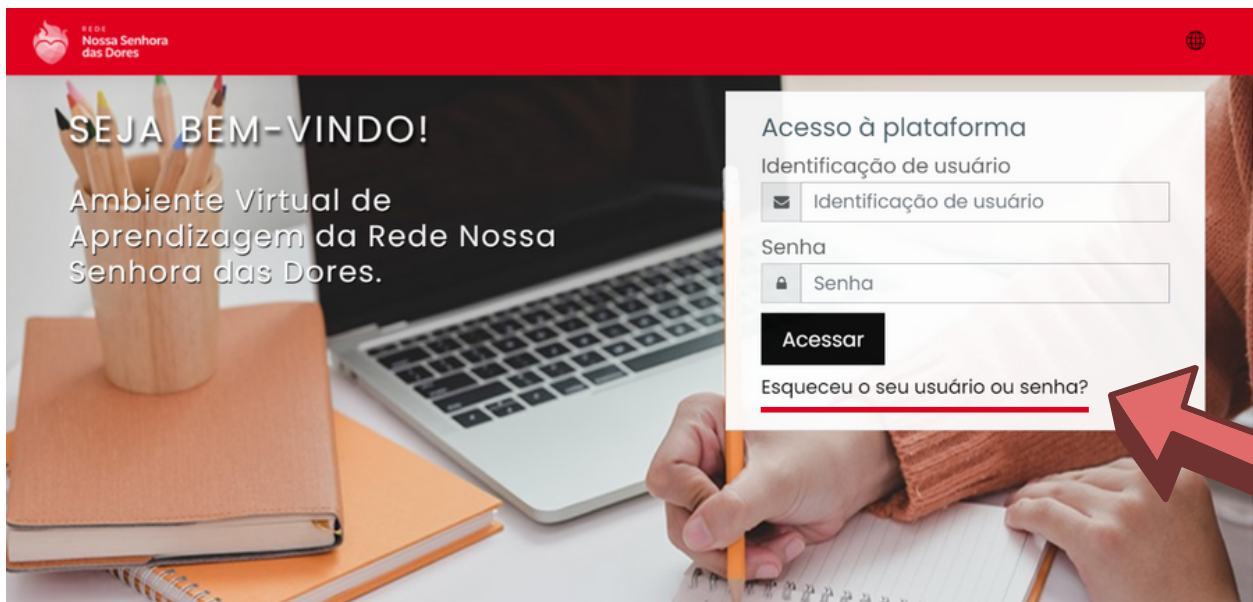 REDE
Nossa Senhora
das Dores
SEJA BEM-VINDO!
Ambiente Virtual de
Aprendizagem da Rede Nossa
Senhora das Dores.
Acesso à plataforma
Identificação de usuário
Identificação de usuário
Senha
Senha
Acessar
Esqueceu o seu usuário ou senha?